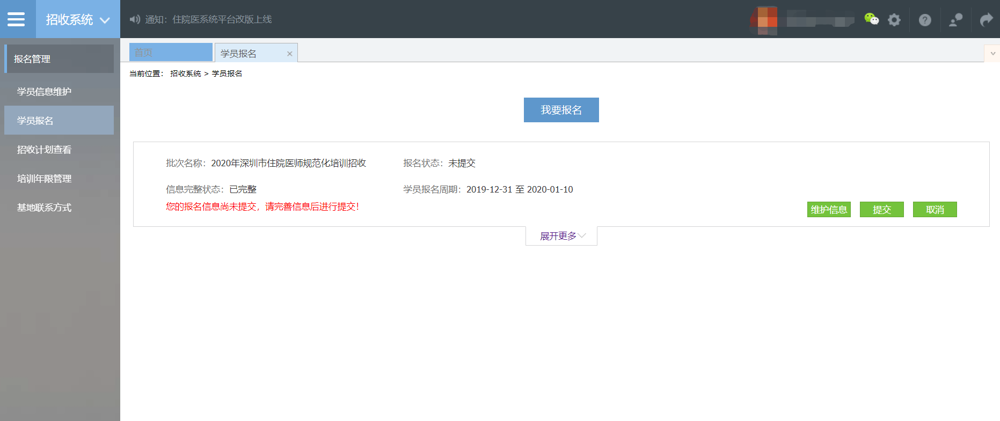 招收系统
通知：住院医系统平台改版上线
首页
学员报名
当前位置： 招收系统 > 学员报名
报名管理
学员信息维护
学员报名
招收计划查看
培训年限管理
基地联系方式
我要报名
批次名称：2020年深圳市住院医师规范化培训招收
报名状态：未提交
信息完整状态：已完整
学员报名周期：2019-12-31 至 2020-01-10
您的报名信息尚未提交，请完善信息后进行提交！
维护信息
提交
取消
展开更多